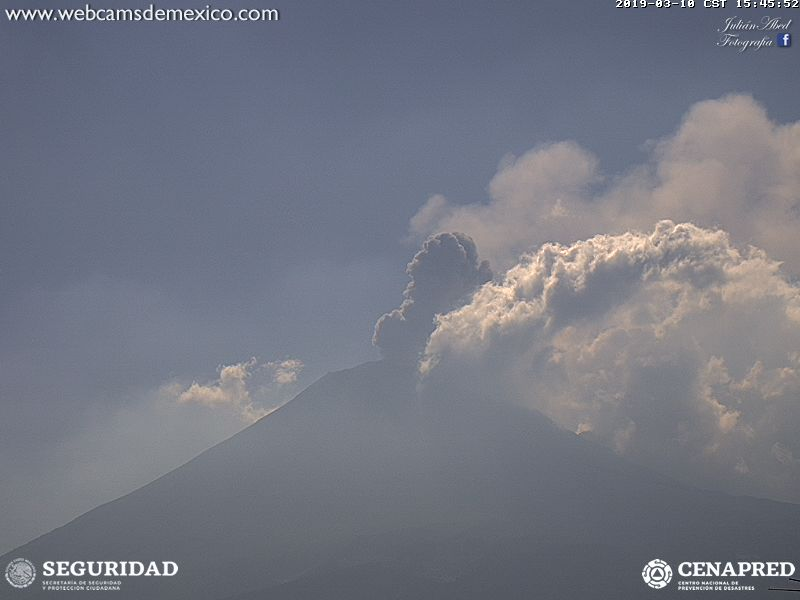 www.webcamsdemexico.com
2019-03-10 CST 15:45:52
Julián Abed
Fotografía f
SEGURIDAD
SECRETARÍA DE SEGURIDAD
Y PROTECCIÓN CIUDADANA
CENAPRED
CENTRO NACIONAL DE
PREVENCIÓN DE DESASTRES